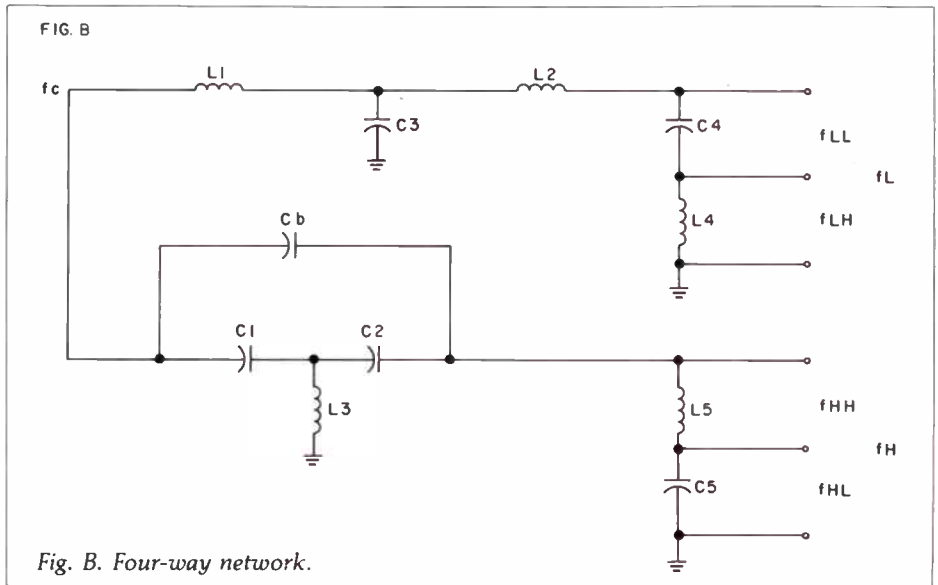 FIG. B
L1
L2
fc
C3
C4
fLL
fL
L4
fLH
Cb
C1
C2
L3
L5
fHH
fH
C5
fHL
Fig. B. Four-way network.